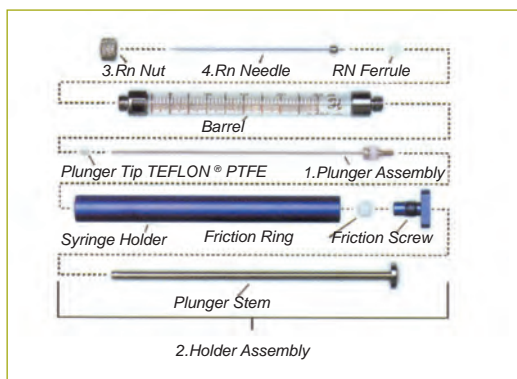 3.Rn Nut 4.Rn Needle RN Ferrule
Barrel
Plunger Tip TEFLON ® PTFE 1.Plunger Assembly
Syringe Holder Friction Ring Friction Screw
Plunger Stem
2.Holder Assembly